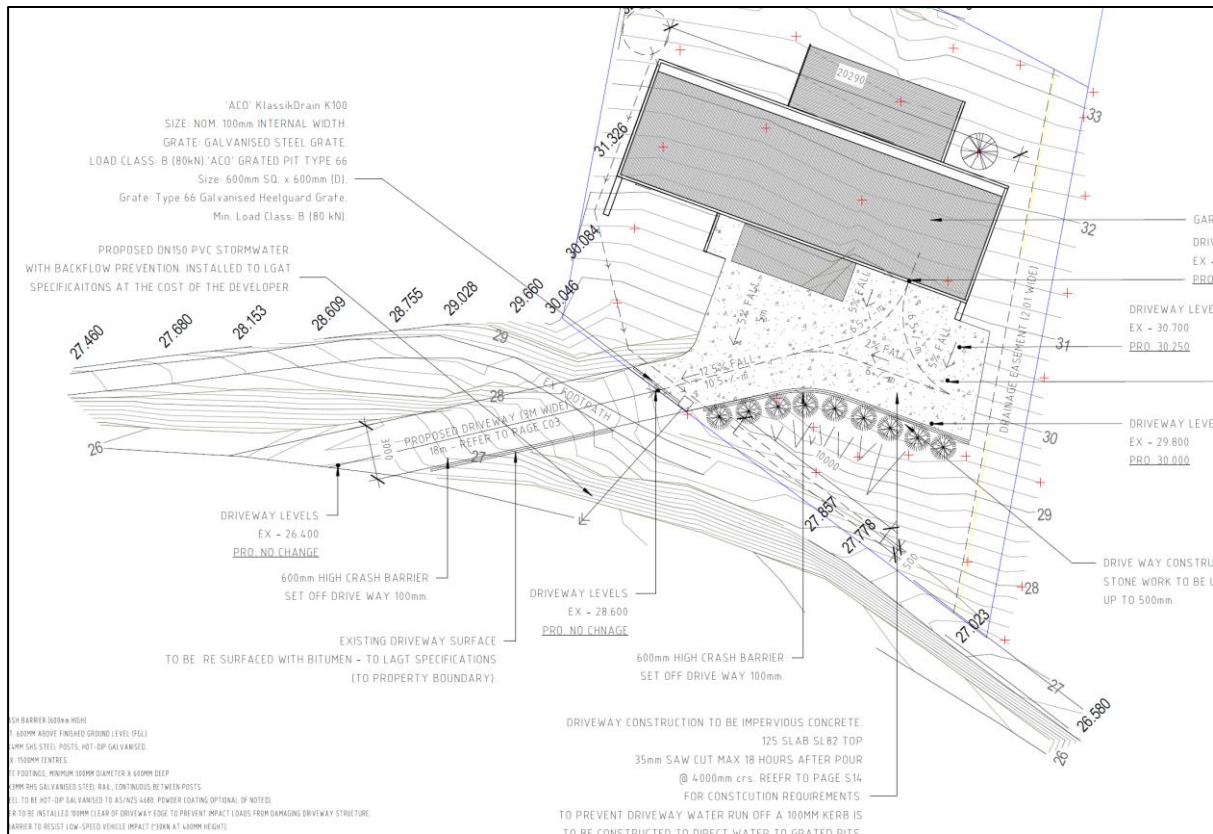 20290
33
'ACO' KlassikDrain K100
SIZE: NOM. 100mm INTERNAL WIDTH.
GRATE: GALVANISED STEEL GRATE.
LOAD CLASS: B (80kN).'ACO' GRATED PIT TYPE 66
Size: 600mm SQ. x 600mm (D).
Grate: Type 66 Galvanised Heelguard Grate.
Min. Load Class: B (80 kN).
31.326
32
GAR
PROPOSED DN150 PVC STORMWATER.
WITH BACKFLOW PREVENTION. INSTALLED TO LGAT
SPECIFICAITONS AT THE COST OF THE DEVELOPER.
30.084
DRIV
EX -
PRO
27.460
27.680
28.153
28.609
28.755
29.028
29.660
30.046
DRAINAGE EASEMENT (2.01 WIDE)
DRIVEWAY LEVE
EX - 30.700
PRO. 30.250
5% FALL
5m
5% FALL
6.5
6.5
5% FALL
2% FALL
6
m
31
29
12.5% FALL
10.5
m
EX FOOTPATH
28
PROPOSED DRIVEWAY (3M WIDE)
18m - REFER TO PAGE C03
3000
26
27
30
DRIVEWAY LEVE
EX - 29.800
PRO. 30.000
10000
27.857
27.778
500
29
28
DRIVEWAY LEVELS
EX - 26.400
PRO. NO CHANGE
600mm HIGH CRASH BARRIER
SET OFF DRIVE WAY 100mm.
DRIVEWAY LEVELS
EX - 28.600
PRO. NO CHNAGE
DRIVE WAY CONSTRU
STONE WORK TO BE U
UP TO 500mm.
27.023
EXISTING DRIVEWAY SURFACE
TO BE RE SURFACED WITH BITUMEN - TO LAGT SPECIFICATIONS
(TO PROPERTY BOUNDARY).
600mm HIGH CRASH BARRIER
SET OFF DRIVE WAY 100mm.
27
26.580
26
DRIVEWAY CONSTRUCTION TO BE IMPERVIOUS CONCRETE.
125 SLAB SL82 TOP
35mm SAW CUT MAX 18 HOURS AFTER POUR
@ 4000mm crs. REEFR TO PAGE S14
FOR CONSTCUTION REQUIREMENTS.
TO PREVENT DRIVEWAY WATER RUN OFF A 100MM KERB IS
TO BE CONSTRUCTED TO DIRECT WATER TO GRATED PITS.
ASH BARRIER (600mm HIGH)
T: 600MM ABOVE FINISHED GROUND LEVEL (FGL)
MM SHS STEEL POSTS, HOT-DIP GALVANISED.
X. 1500MM CENTRES.
TE FOOTINGS, MINIMUM 300MM DIAMETER X 600MM DEEP
MM RHS GALVANISED STEEL RAIL, CONTINUOUS BETWEEN POSTS.
EEL TO BE HOT-DIP GALVANISED TO AS/NZS 4680. POWDER COATING OPTIONAL (IF NOTED).
ER TO BE INSTALLED 100MM CLEAR OF DRIVEWAY EDGE TO PREVENT IMPACT LOADS FROM DAMAGING DRIVEWAY STRUCTURE.
ARRIER TO RESIST LOW-SPEED VEHICLE IMPACT